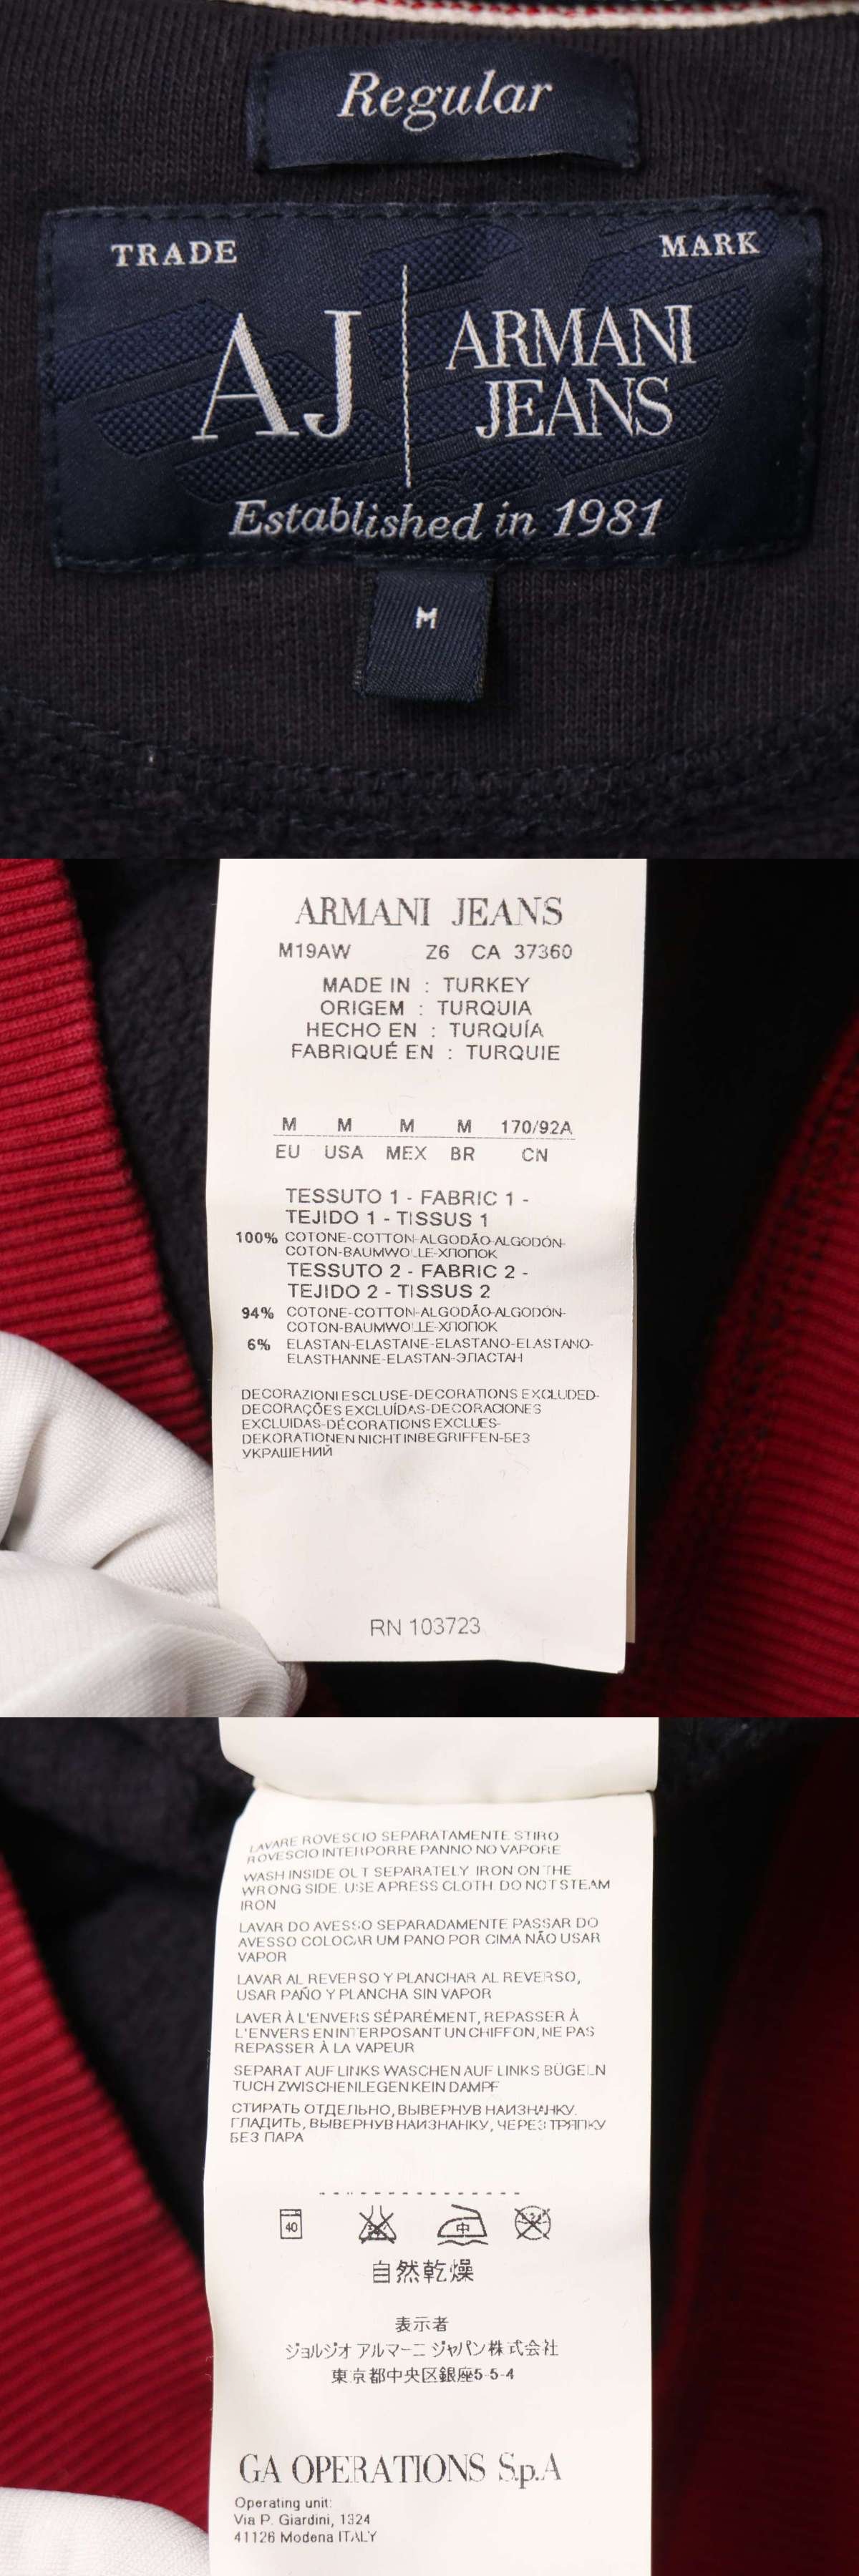 Regular
TRADE MARK
AJ ARMANI
JEANS
Established in 1981
M
ARMANI JEANS
M19AW Z6 CA 37360
MADE IN : TURKEY
ORIGEM : TURQUIA
HECHO EN : TURQUÍA
FABRIQUÉ EN : TURQUIE
M M M M 170/92A
EU USA MEX BR CN
TESSUTO 1 - FABRIC 1 -
TEJIDO 1 - TISSUS 1
100% COTONE-COTTON-ALGODÃO-ALGODÓN-
COTON-BAUMWOLLE-ХЛОПОК
TESSUTO 2 - FABRIC 2 -
TEJIDO 2 - TISSUS 2
94% COTONE-COTTON-ALGODÃO-ALGODÓN-
COTON-BAUMWOLLE-ХЛОПОК
6% ELASTAN-ELASTANE-ELASTANO-ELASTANO-
ELASTHANNE-ELASTAN-ЭЛАСТАН
DECORAZIONI ESCLUSE-DECORATIONS EXCLUDED-
DECORAÇÕES EXCLUÍDAS-DECORACIONES
EXCLUIDAS-DÉCORATIONS EXCLUES-
DEKORATIONEN NICHT INBEGRIFFEN-БЕЗ
УКРАШЕНИЙ
RN 103723
LAVARE ROVESCIO SEPARATAMENTE STIRO
ROVESCIO INTERPORRE PANNO NO VAPORE
WASH INSIDE OUT SEPARATELY IRON ON THE
WRONG SIDE. USE A PRESS CLOTH. DO NOT STEAM
IRON
LAVAR DO AVESSO SEPARADAMENTE PASSAR DO
AVESSO COLOCAR UM PANO POR CIMA NÃO USAR
VAPOR
LAVAR AL REVERSO Y PLANCHAR AL REVERSO,
USAR PAÑO Y PLANCHA SIN VAPOR
LAVER À L'ENVERS SÉPARÉMENT, REPASSER À
L'ENVERS EN INTERPOSANT UN CHIFFON, NE PAS
REPASSER À LA VAPEUR
SEPARAT AUF LINKS WASCHEN AUF LINKS BÜGELN
TUCH ZWISCHENLEGEN KEIN DAMPF
СТИРАТЬ ОТДЕЛЬНО, ВЫВЕРНУВ НАИЗНАНКУ.
ГЛАДИТЬ, ВЫВЕРНУВ НАИЗНАНКУ, ЧЕРЕЗ ТРЯПКУ
БЕЗ ПАРА
40 中
自然乾燥
表示者
ジョルジオ アルマーニ ジャパン株式会社
東京都中央区銀座5-5-4
GA OPERATIONS S.p.A
Operating unit:
Via P. Giardini, 1324
41126 Modena ITALY